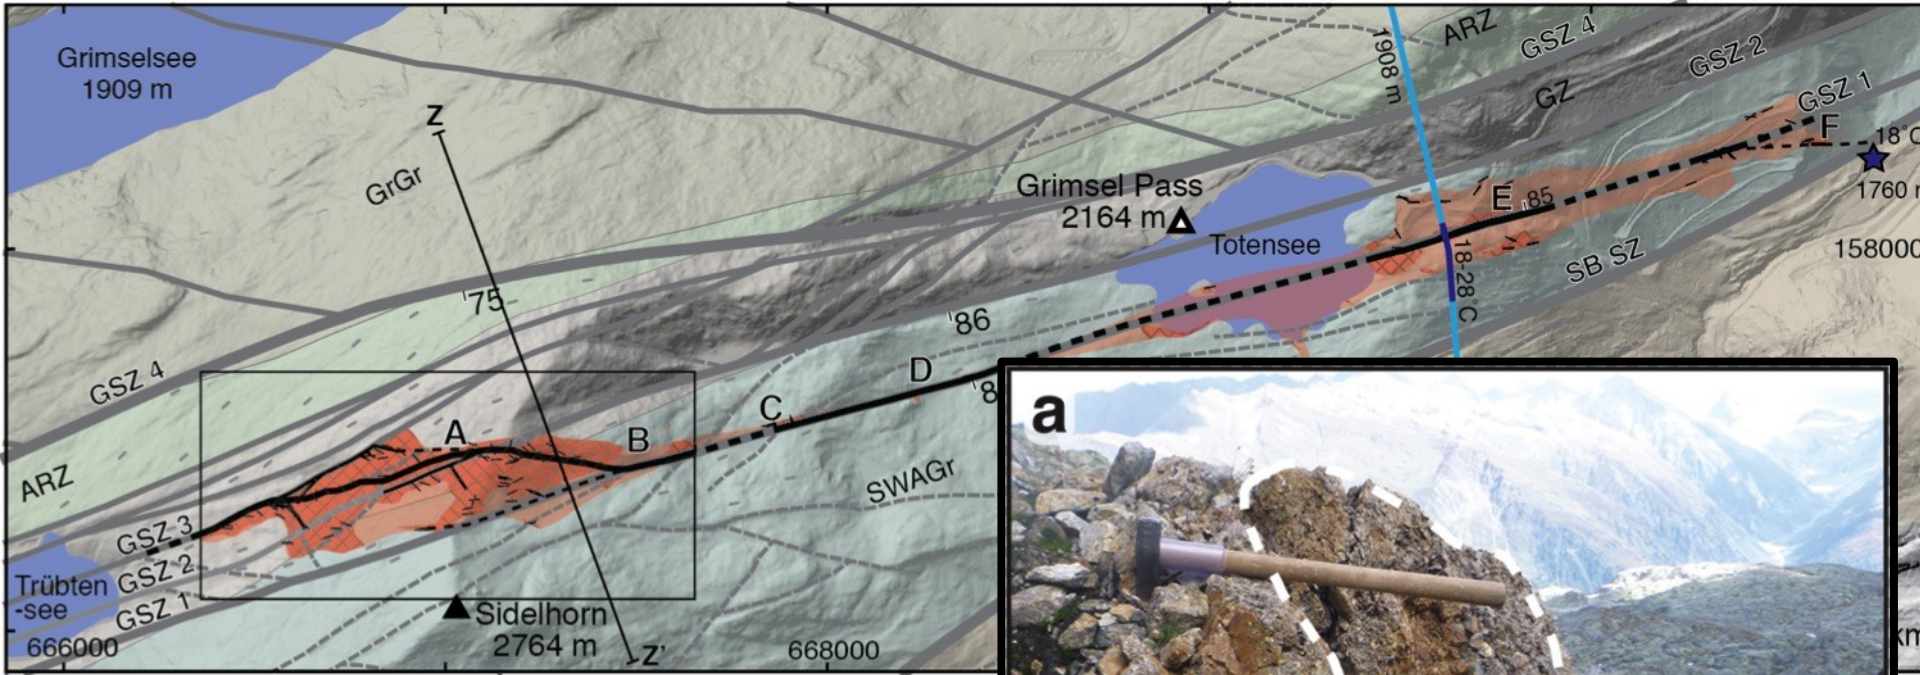 Grimselsee
1909 m
Z
GrGr
75
GSZ 4
ARZ
GSZ 3
GSZ 2
GSZ 1
Trübten
-see
666000
A
B
C
D
Sidelhorn
2764 m
Z'
668000
SWAGr
86
8
Grimsel Pass
2164 m
Totensee
1908 m
ARZ
GSZ 4
GZ
GSZ 2
GSZ 1
E
85
F
18°C
1760 m
18-28°C
SB SZ
158000
a
km